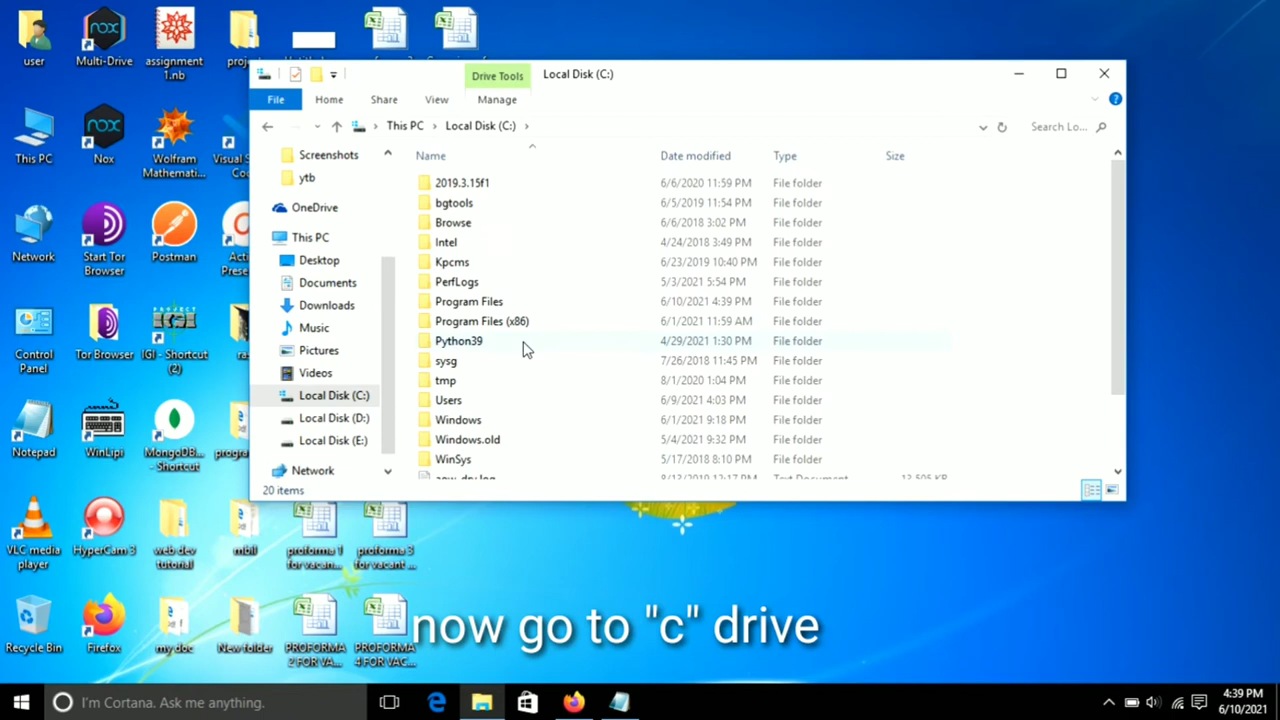 user
Multi-Drive
assignment
1.nb
This PC
Nox
Wolfram
Mathemati...
Network
Start Tor
Browser
Postman
Control
Panel
Tor Browser
IGI - Shortcut
(2)
Notepad
WinLipi
MongoDB...
- Shortcut
VLC media
player
HyperCam 3
web dev
tutorial
mbil
proforma 1
for vacant ...
proforma 3
for vacant ...
Recycle Bin
Firefox
my doc
New folder
PROFORMA
2 FOR VA...
PROFORMA
4 FOR VAC...
Drive Tools
Local Disk (C:)
File
Home
Share
View
Manage
This PC
Local Disk (C:)
Search Lo...
Screenshots
ytb
OneDrive
This PC
Desktop
Documents
Downloads
Music
Pictures
Videos
Local Disk (C:)
Local Disk (D:)
Local Disk (E:)
Network
Name Date modified Type Size
2019.3.15f1 6/6/2020 11:59 PM File folder
bgtools 6/5/2019 11:54 PM File folder
Browse 6/6/2018 3:02 PM File folder
Intel 4/24/2018 3:49 PM File folder
Kpcms 6/23/2019 10:40 PM File folder
PerfLogs 5/3/2021 5:54 PM File folder
Program Files 6/10/2021 4:39 PM File folder
Program Files (x86) 6/1/2021 11:59 AM File folder
Python39 4/29/2021 1:30 PM File folder
sysg 7/26/2018 11:45 PM File folder
tmp 8/1/2020 1:04 PM File folder
Users 6/9/2021 4:03 PM File folder
Windows 6/1/2021 9:18 PM File folder
Windows.old 5/4/2021 9:32 PM File folder
WinSys 5/17/2018 8:10 PM File folder
20 items
now go to "c" drive
I'm Cortana. Ask me anything.
4:39 PM
6/10/2021